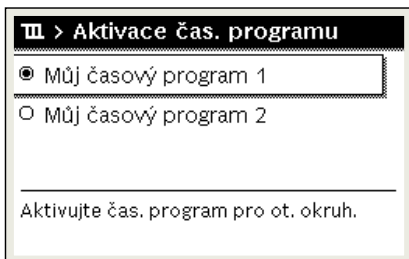 > Aktivace čas. programu
Můj časový program 1
Můj časový program 2
Aktivujte čas. program pro ot. okruh.